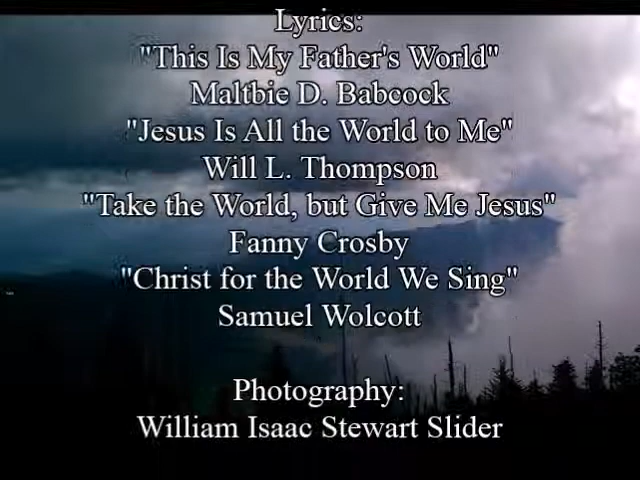 Lyrics:
"This Is My Father's World"
Maltbie D. Babcock
"Jesus Is All the World to Me"
Will L. Thompson
"Take the World, but Give Me Jesus"
Fanny Crosby
"Christ for the World We Sing"
Samuel Wolcott
Photography:
William Isaac Stewart Slider